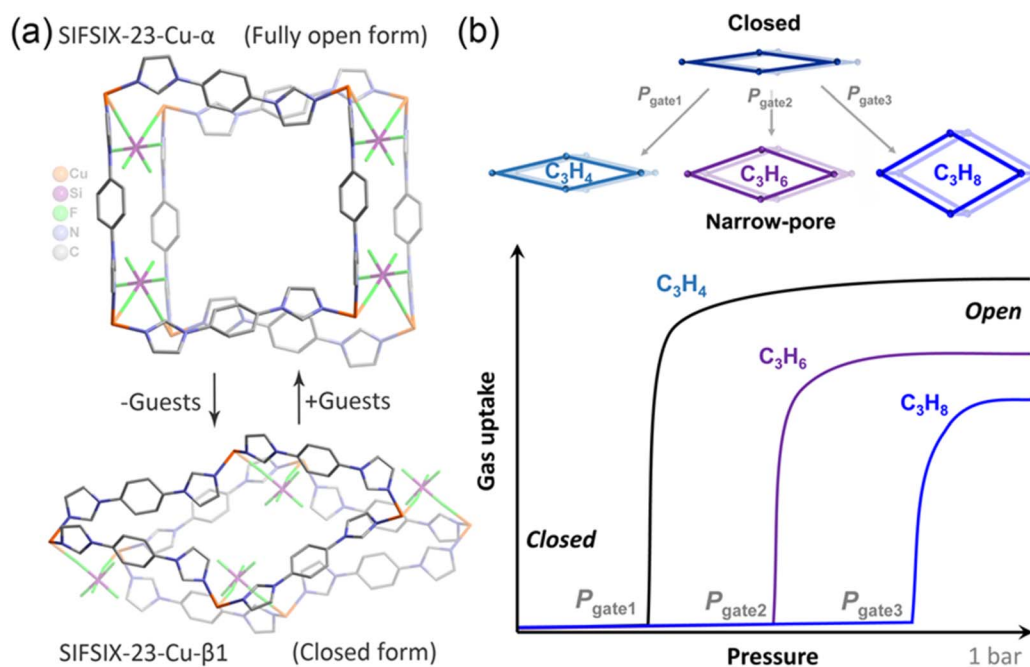 (a) SIFSIX-23-Cu-α (Fully open form)
Cu
Si
F
N
C
-Guests +Guests
SIFSIX-23-Cu-β1 (Closed form)
(b)
Closed
Pgate1 Pgate2 Pgate3
C3H4 C3H6 C3H8
Narrow-pore
Gas uptake
C3H4
Open
C3H6
C3H8
Closed
Pgate1 Pgate2 Pgate3
Pressure 1 bar